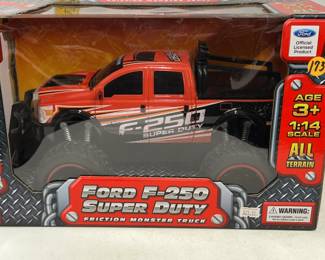 Ford
Official
Licensed
Product
173
AGE
3+
1:14
SCALE
ALL
TERRAIN
F-250
SUPER DUTY
FORD F-250
SUPER DUTY
FRICTION MONSTER TRUCK
WARNING: